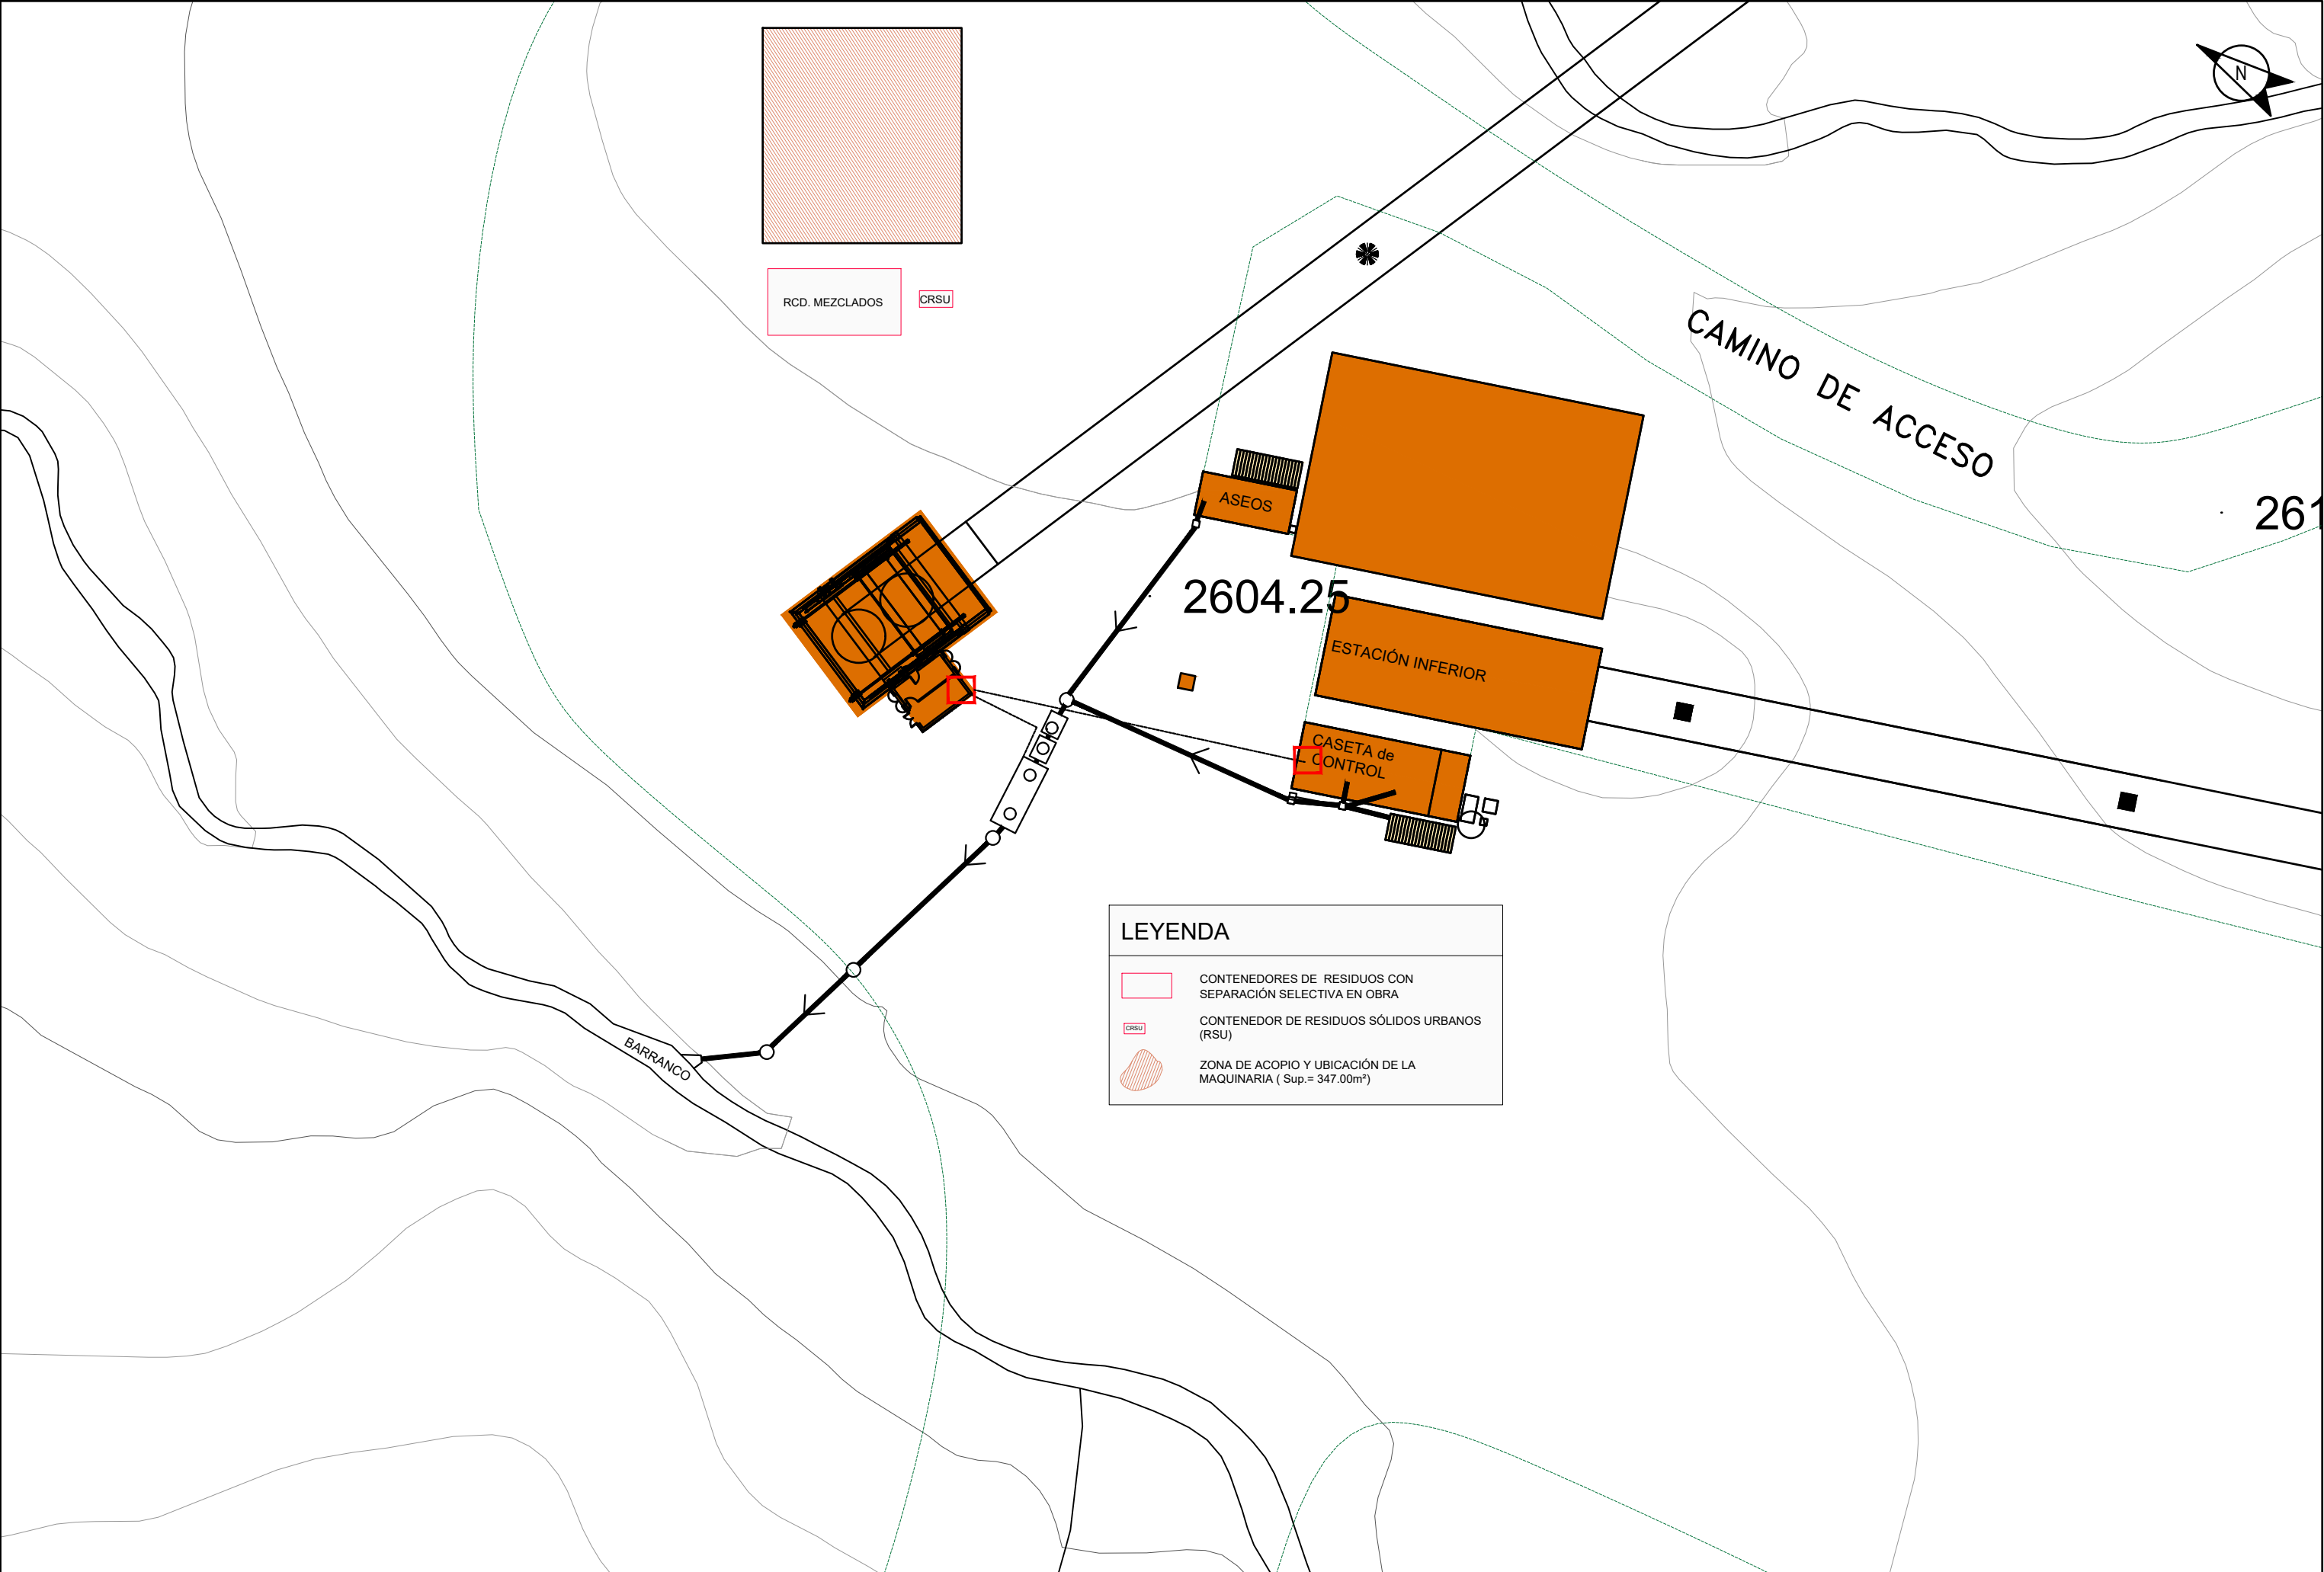 N
RCD. MEZCLADOS
CRSU
CAMINO DE ACCESO
261
ASEOS
2604.25
ESTACIÓN INFERIOR
CASETA de
CONTROL
BARRANCO
LEYENDA
CONTENEDORES DE RESIDUOS CON
SEPARACIÓN SELECTIVA EN OBRA
CRSU
CONTENEDOR DE RESIDUOS SÓLIDOS URBANOS
(RSU)
ZONA DE ACOPIO Y UBICACIÓN DE LA
MAQUINARIA ( Sup.= 347.00m²)